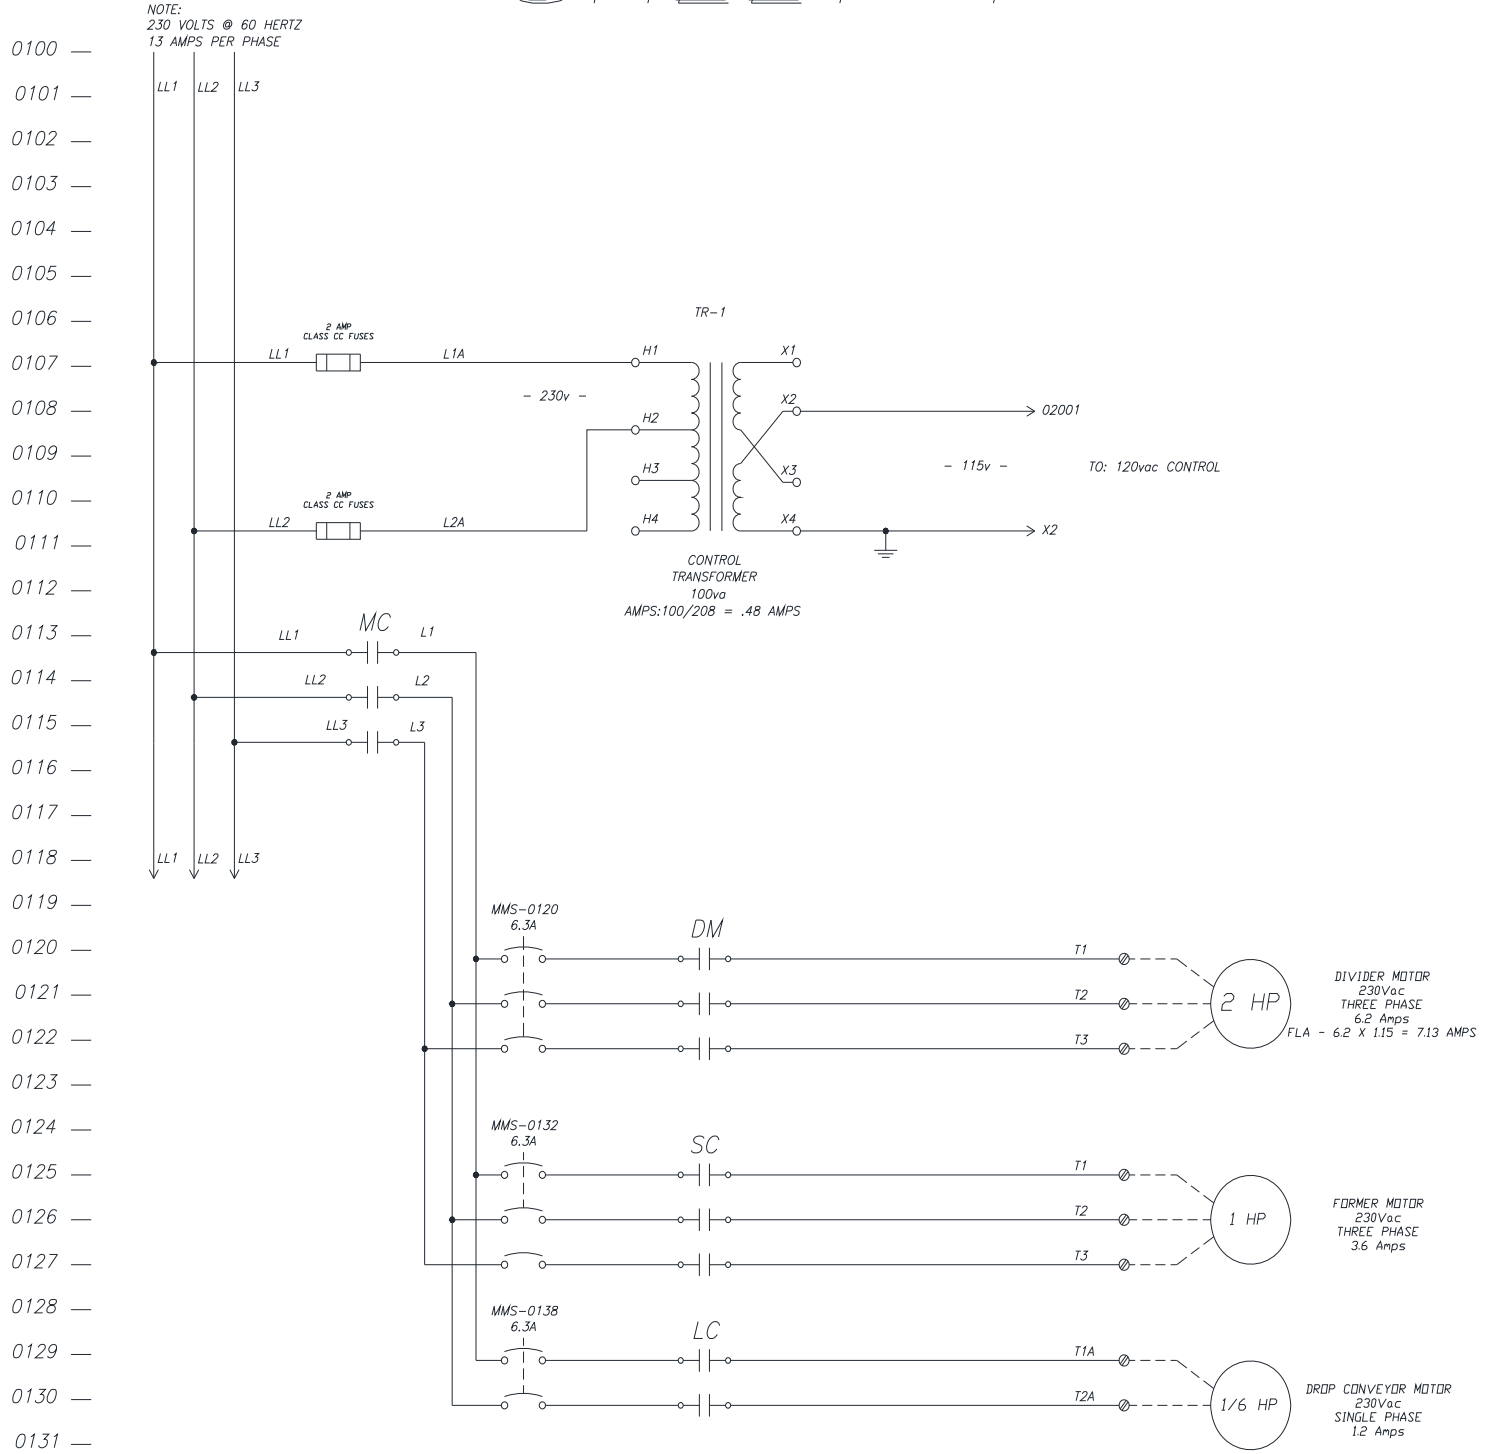 NOTE:
230 VOLTS @ 60 HERTZ
13 AMPS PER PHASE
0100
LL1 LL2 LL3
0101
0102
0103
0104
0105
0106
TR-1
2 AMP
CLASS CC FUSES
LL1 L1A H1 X1
0107
- 230v -
X2
0108
02001
H2
0109
H3 X3
- 115v - TO: 120vac CONTROL
0110
2 AMP
CLASS CC FUSES
LL2 L2A H4 X4
X2
0111
CONTROL
TRANSFORMER
100va
AMPS:100/208 = .48 AMPS
0112
0113
MC
LL1 L1
0114
LL2 L2
0115
LL3 L3
0116
0117
0118
LL1 LL2 LL3
0119
MMS-0120
6.3A
DM
0120
T1
0121
T2
2 HP
DIVIDER MOTOR
230Vac
THREE PHASE
6.2 Amps
FLA - 6.2 X 1.15 = 7.13 AMPS
0122
T3
0123
0124
MMS-0132
6.3A
SC
0125
T1
0126
T2
1 HP
FORMER MOTOR
230Vac
THREE PHASE
3.6 Amps
0127
T3
0128
MMS-0138
6.3A
LC
0129
T1A
0130
T2A
1/6 HP
DROP CONVEYOR MOTOR
230Vac
SINGLE PHASE
1.2 Amps
0131